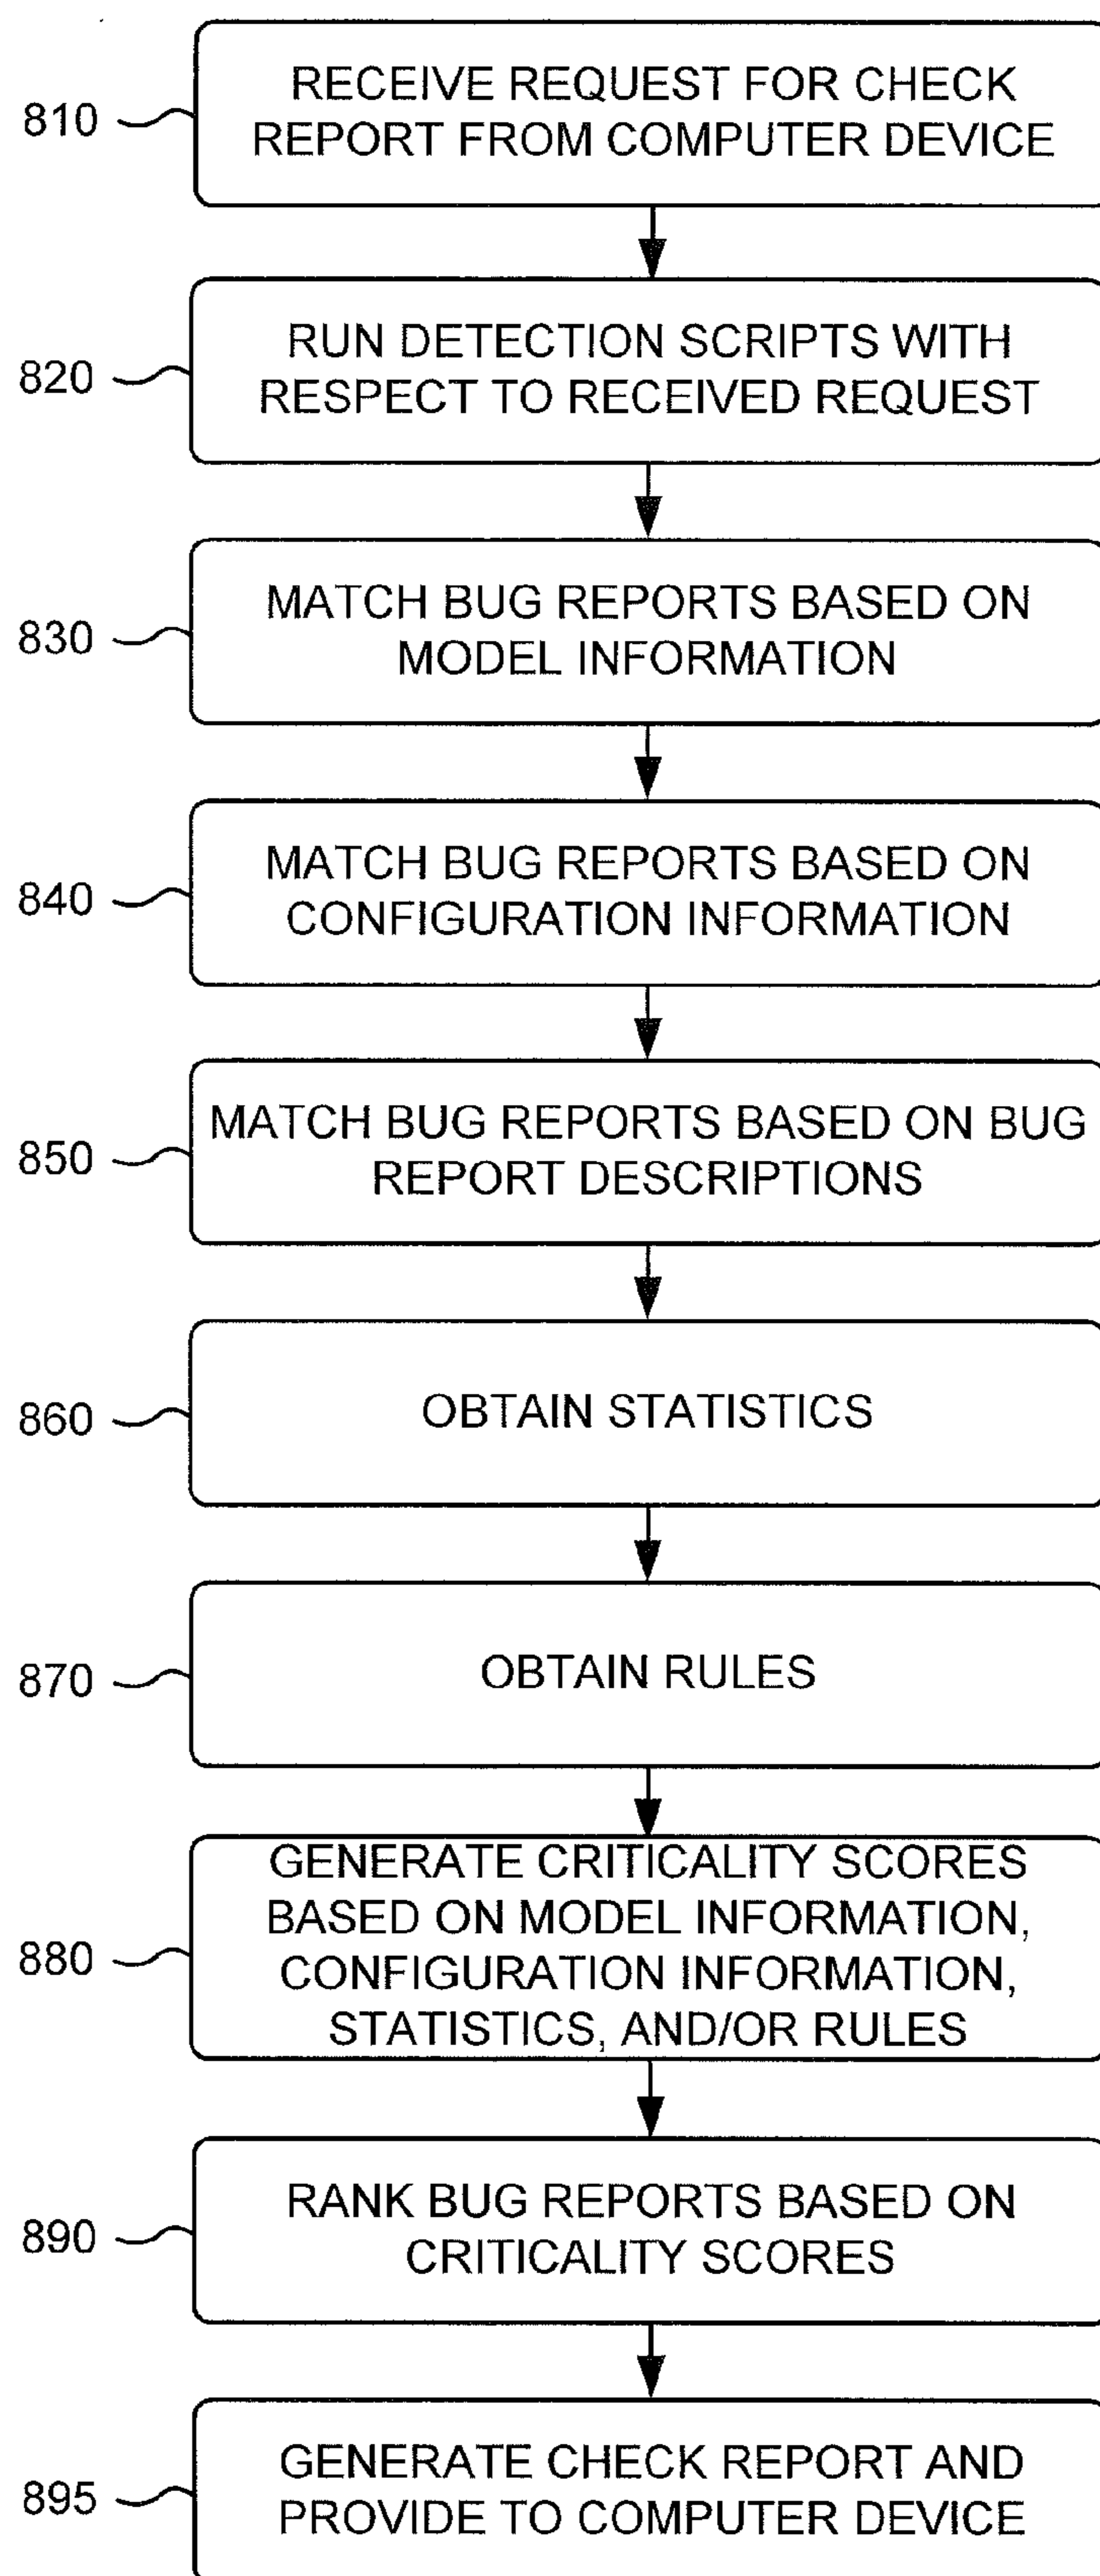 810
RECEIVE REQUEST FOR CHECK
REPORT FROM COMPUTER DEVICE
820
RUN DETECTION SCRIPTS WITH
RESPECT TO RECEIVED REQUEST
830
MATCH BUG REPORTS BASED ON
MODEL INFORMATION
840
MATCH BUG REPORTS BASED ON
CONFIGURATION INFORMATION
850
MATCH BUG REPORTS BASED ON BUG
REPORT DESCRIPTIONS
860
OBTAIN STATISTICS
870
OBTAIN RULES
880
GENERATE CRITICALITY SCORES
BASED ON MODEL INFORMATION,
CONFIGURATION INFORMATION,
STATISTICS, AND/OR RULES
890
RANK BUG REPORTS BASED ON
CRITICALITY SCORES
895
GENERATE CHECK REPORT AND
PROVIDE TO COMPUTER DEVICE